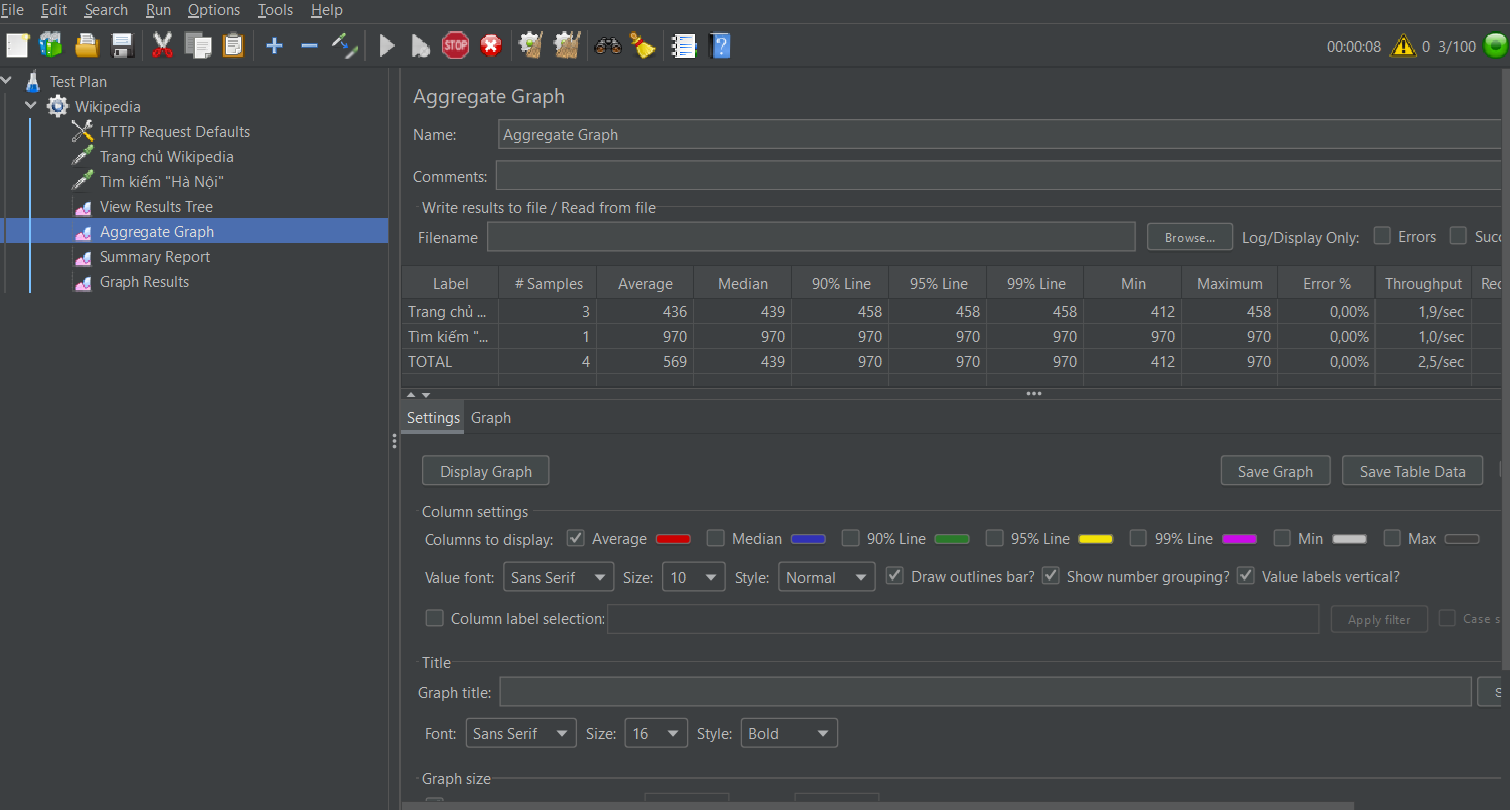 File Edit Search Run Options Tools Help
STOP 00:00:08 0 3/100
Test Plan
Wikipedia
HTTP Request Defaults
Trang chủ Wikipedia
Tìm kiếm "Hà Nội"
View Results Tree
Aggregate Graph
Summary Report
Graph Results
Aggregate Graph
Name: Aggregate Graph
Comments:
Write results to file / Read from file
Filename Browse... Log/Display Only: Errors Succ
Label # Samples Average Median 90% Line 95% Line 99% Line Min Maximum Error % Throughput Rec
Trang chủ ... 3 436 439 458 458 458 412 458 0,00% 1,9/sec
Tìm kiếm "... 1 970 970 970 970 970 970 970 0,00% 1,0/sec
TOTAL 4 569 439 970 970 970 412 970 0,00% 2,5/sec
Settings Graph
Display Graph Save Graph Save Table Data
Column settings
Columns to display: Average Median 90% Line 95% Line 99% Line Min Max
Value font: Sans Serif Size: 10 Style: Normal Draw outlines bar? Show number grouping? Value labels vertical?
Column label selection: Apply filter Case s
Title
Graph title: S
Font: Sans Serif Size: 16 Style: Bold
Graph size